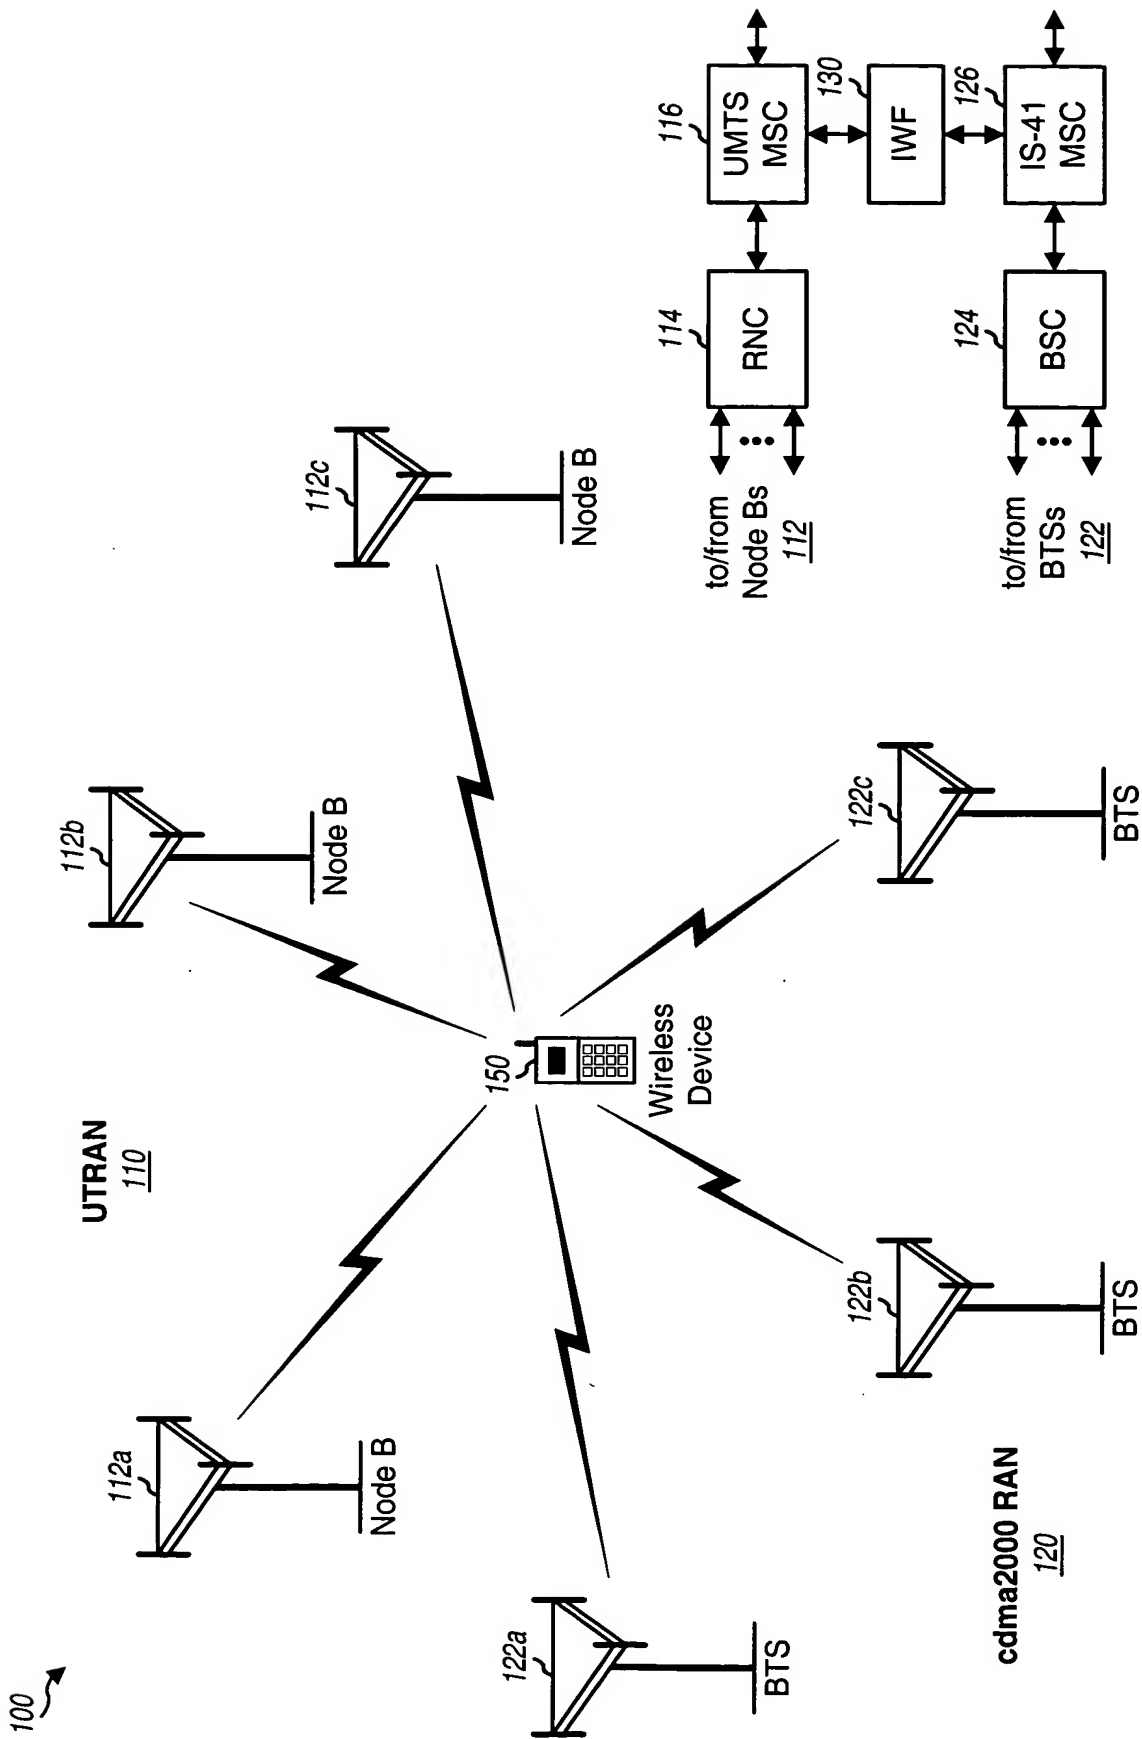 100
UTRAN
110
112a
Node B
112b
Node B
112c
Node B
122a
BTS
150
Wireless
Device
122b
BTS
122c
BTS
cdma2000 RAN
120
to/from
Node Bs
112
114
RNC
116
UMTS
MSC
130
IWF
to/from
BTSs
122
124
BSC
126
IS-41
MSC